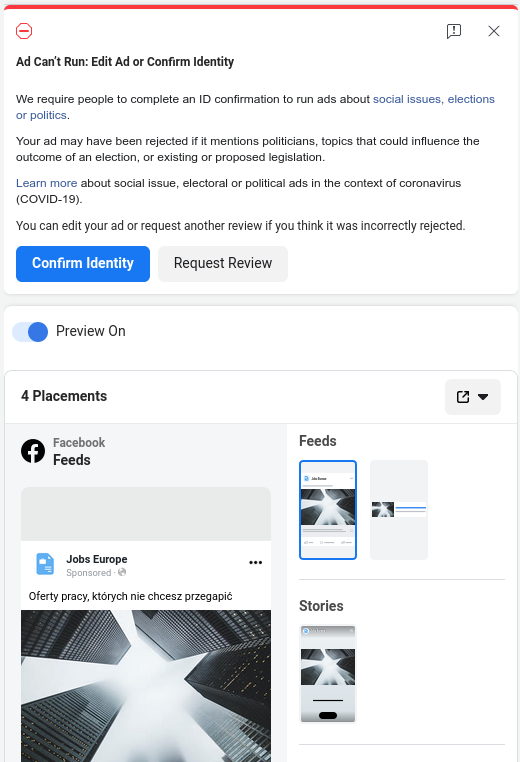 Ad Can’t Run: Edit Ad or Confirm Identity
We require people to complete an ID confirmation to run ads about social issues, elections
or politics.
Your ad may have been rejected if it mentions politicians, topics that could influence the
outcome of an election, or existing or proposed legislation.
Learn more about social issue, electoral or political ads in the context of coronavirus
(COVID-19).
You can edit your ad or request another review if you think it was incorrectly rejected.
Confirm Identity
Request Review
Preview On
4 Placements
Facebook
Feeds
Jobs Europe
Sponsored ·
Oferty pracy, których nie chcesz przegapić
Feeds
Jobs Europe
Stories